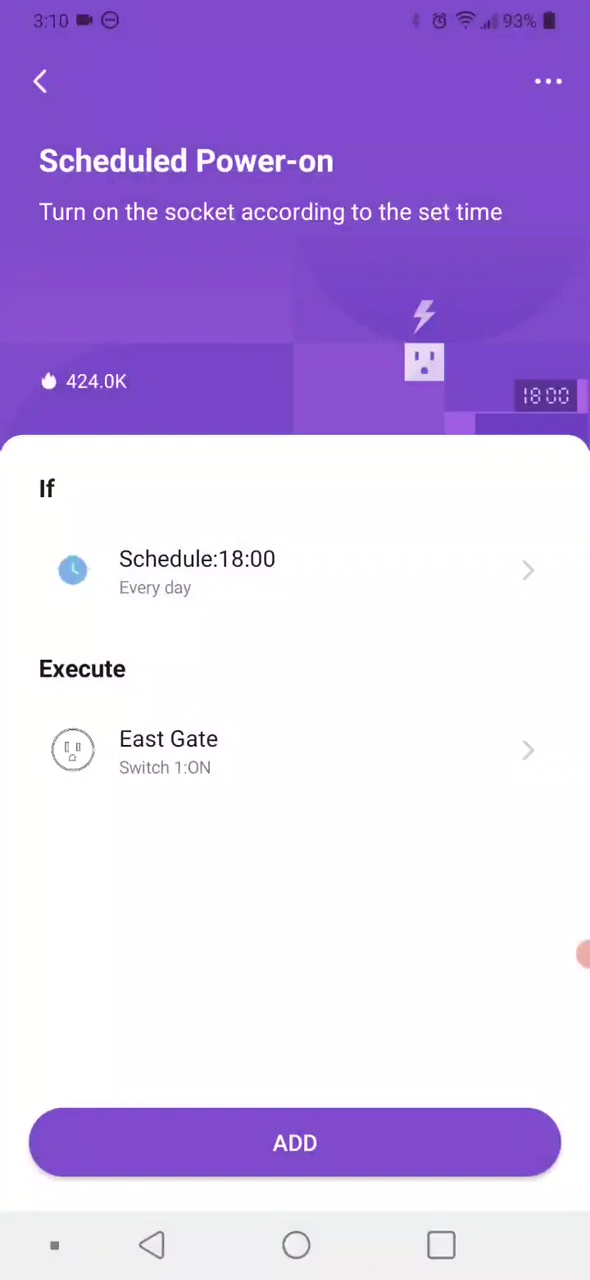 3:10
93%
Scheduled Power-on
Turn on the socket according to the set time
424.0K
18:00
If
Schedule:18:00
Every day
Execute
East Gate
Switch 1:ON
ADD